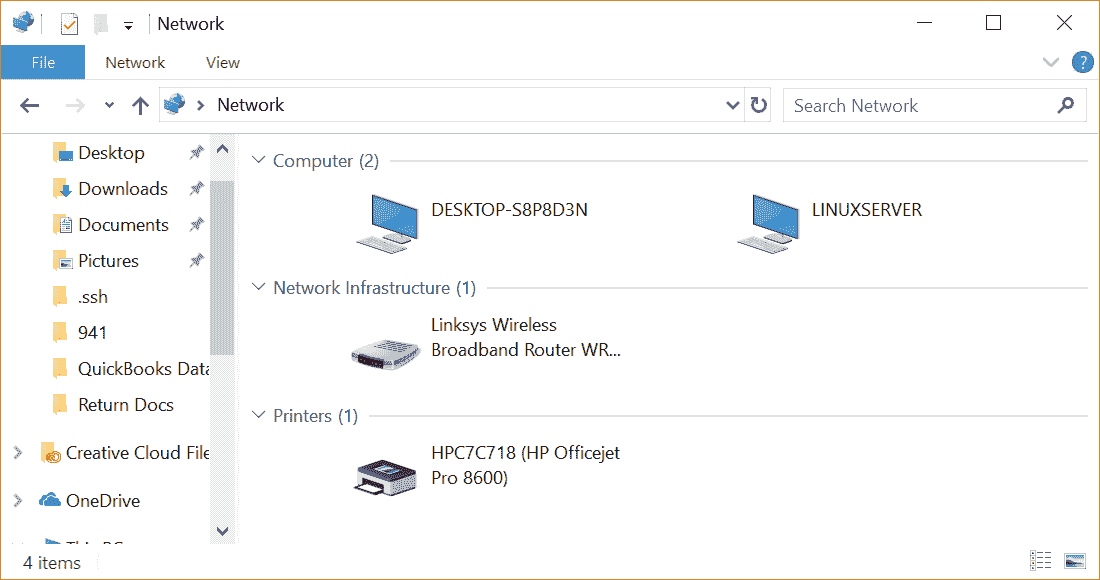 Network
File
Network
View
?
Network
Search Network
Desktop
Downloads
Documents
Pictures
.ssh
941
QuickBooks Data
Return Docs
Creative Cloud File
OneDrive
Computer (2)
DESKTOP-S8P8D3N
LINUXSERVER
Network Infrastructure (1)
Linksys Wireless
Broadband Router WR...
Printers (1)
HPC7C718 (HP Officejet
Pro 8600)
4 items